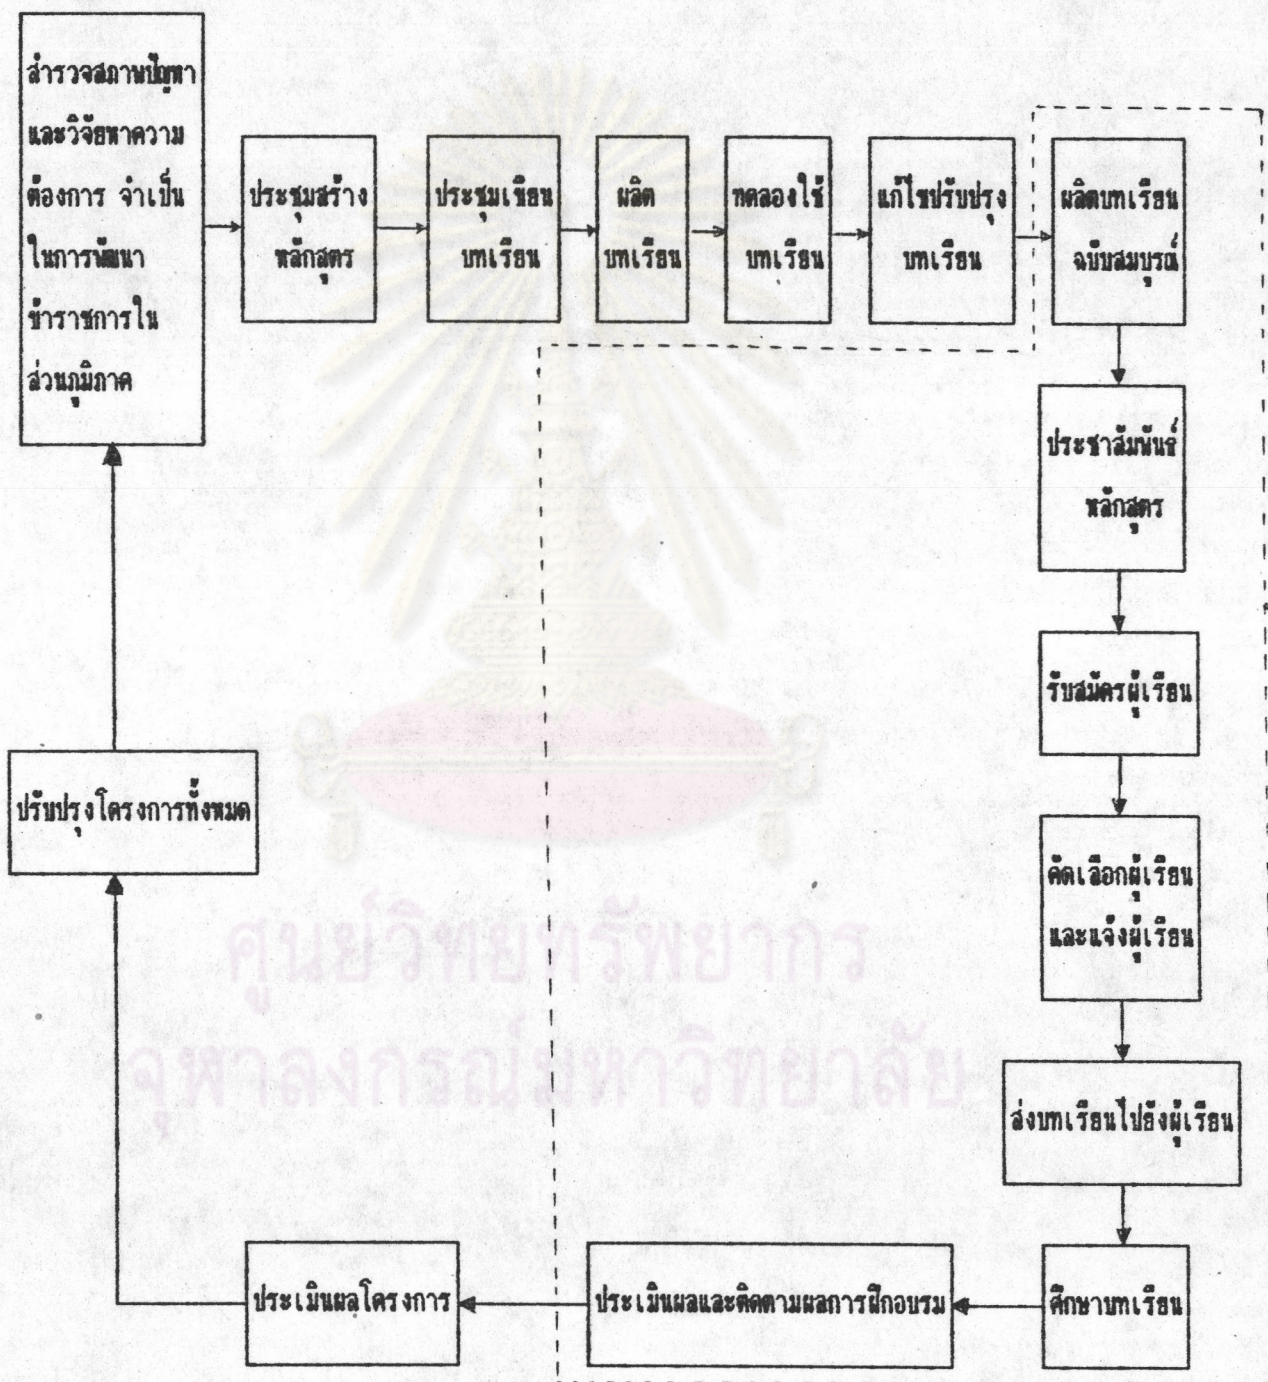 สำรวจสภาพปัญหา
และวิจัยหาความ
ต้องการ จำเป็น
ในการพัฒนา
ข้าราชการใน
ส่วนภูมิภาค
ประชุมสร้าง
หลักสูตร
ประชุมเขียน
บทเรียน
ผลิต
บทเรียน
ทดลองใช้
บทเรียน
แก้ไขปรับปรุง
บทเรียน
ผลิตบทเรียน
ฉบับสมบูรณ์
ประชาสัมพันธ์
หลักสูตร
รับสมัครผู้เรียน
คัดเลือกผู้เรียน
และแจ้งผู้เรียน
ส่งบทเรียนไปยังผู้เรียน
ศึกษาบทเรียน
ประเมินผลและติดตามผลการฝึกอบรม
ประเมินผลโครงการ
ปรับปรุงโครงการทั้งหมด
ศูนย์วิทยทรัพยากร
จุฬาลงกรณ์มหาวิทยาลัย